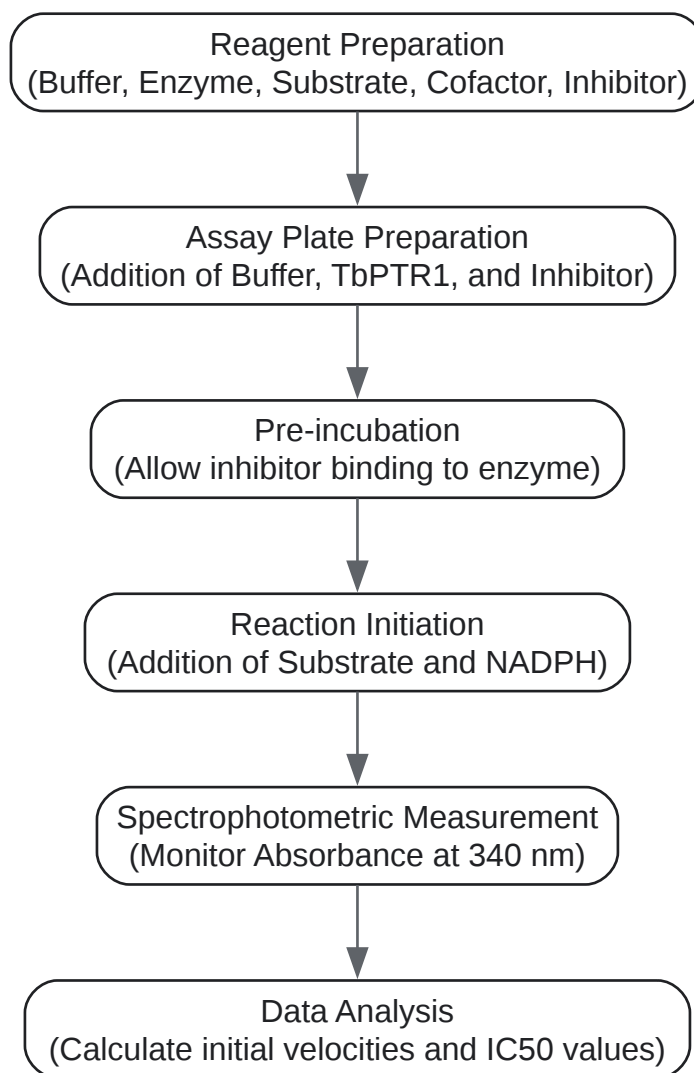 Reagent Preparation
(Buffer, Enzyme, Substrate, Cofactor, Inhibitor)
Assay Plate Preparation
(Addition of Buffer, TbPTR1, and Inhibitor)
Pre-incubation
(Allow inhibitor binding to enzyme)
Reaction Initiation
(Addition of Substrate and NADPH)
Spectrophotometric Measurement
(Monitor Absorbance at 340 nm)
Data Analysis
(Calculate initial velocities and IC50 values)